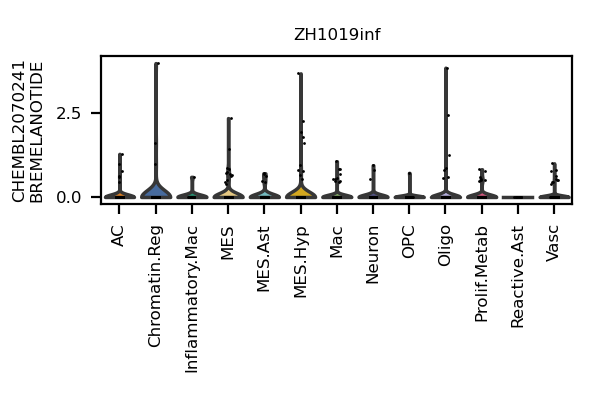 ZH1019inf
CHEMBL2070241
BREMELANOTIDE
2.5
0.0
AC
Chromatin.Reg
Inflammatory.Mac
MES
MES.Ast
MES.Hyp
Mac
Neuron
OPC
Oligo
Prolif.Metab
Reactive.Ast
Vasc